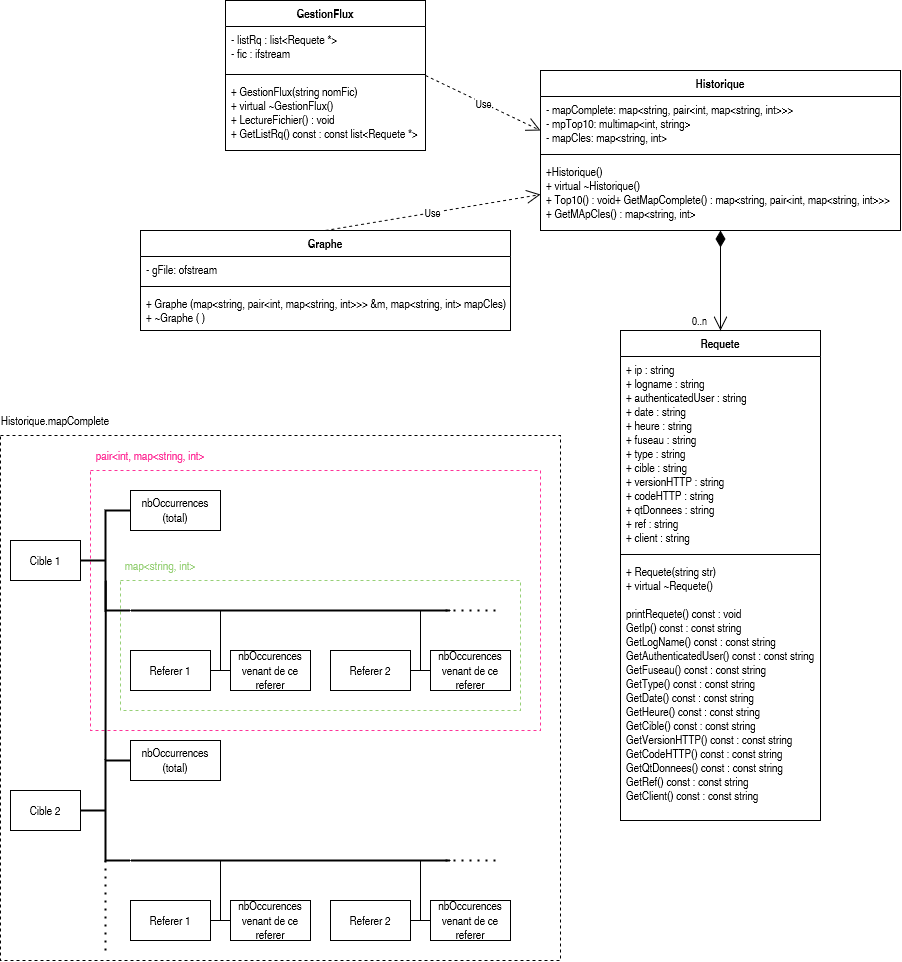 GestionFlux
- listRq : list<Requete *>
- fic : ifstream
+ GestionFlux(string nomFic)
+ virtual ~GestionFlux()
+ LectureFichier() : void
+ GetListRq() const : const list<Requete *>
Use
Historique
- mapComplete: map<string, pair<int, map<string, int>>>
- mpTop10: multimap<int, string>
- mapCles: map<string, int>
+Historique()
+ virtual ~Historique()
+ Top10() : void+ GetMapComplete() : map<string, pair<int, map<string, int>>>
+ GetMApCles() : map<string, int>
Use
Graphe
- gFile: ofstream
+ Graphe (map<string, pair<int, map<string, int>>> &m, map<string, int> mapCles)
+ ~Graphe ( )
0..n
Requete
+ ip : string
+ logname : string
+ authenticatedUser : string
+ date : string
+ heure : string
+ fuseau : string
+ type : string
+ cible : string
+ versionHTTP : string
+ codeHTTP : string
+ qtDonnees : string
+ ref : string
+ client : string
+ Requete(string str)
+ virtual ~Requete()
printRequete() const : void
GetIp() const : const string
GetLogName() const : const string
GetAuthenticatedUser() const : const string
GetFuseau() const : const string
GetType() const : const string
GetDate() const : const string
GetHeure() const : const string
GetCible() const : const string
GetVersionHTTP() const : const string
GetCodeHTTP() const : const string
GetQtDonnees() const : const string
GetRef() const : const string
GetClient() const : const string
Historique.mapComplete
pair<int, map<string, int>
nbOccurrences
(total)
Cible 1
map<string, int>
Referer 1
nbOccurences
venant de ce
referer
Referer 2
nbOccurences
venant de ce
referer
nbOccurrences
(total)
Cible 2
Referer 1
nbOccurences
venant de ce
referer
Referer 2
nbOccurences
venant de ce
referer